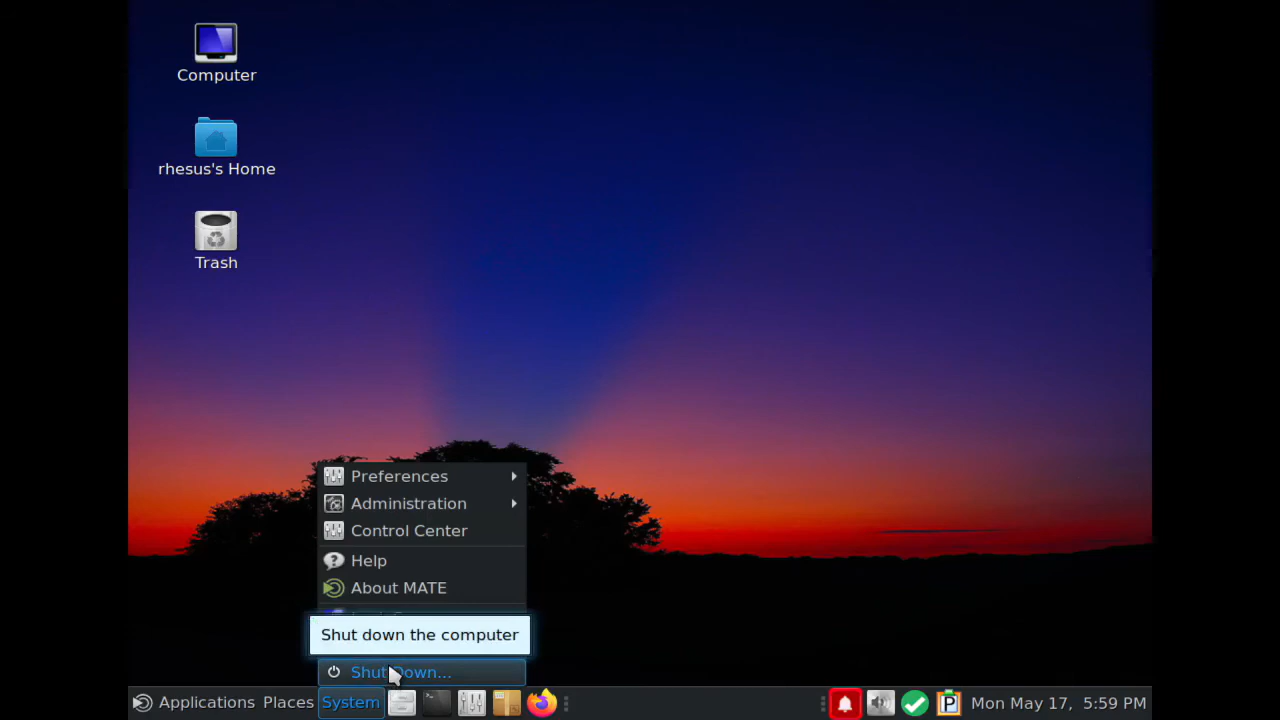 Computer
rhesus's Home
Trash
Preferences
Administration
Control Center
Help
About MATE
Shut down the computer
Shut Down...
Applications Places System
P Mon May 17, 5:59 PM